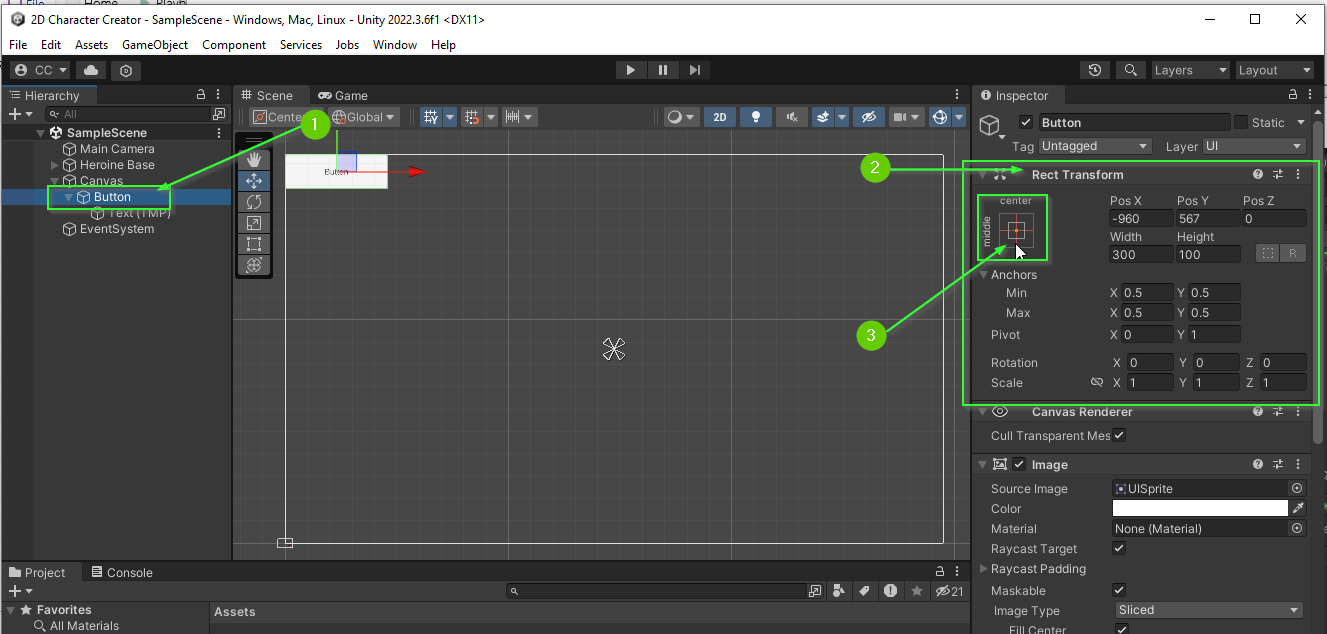 File Home Playb
2D Character Creator - SampleScene - Windows, Mac, Linux - Unity 2022.3.6f1 <DX11>
File Edit Assets GameObject Component Services Jobs Window Help
CC Layers Layout
Hierarchy Scene Game Inspector
All Center Global 2D
1
SampleScene
Main Camera
Heroine Base
Canvas
Button
Text (TMP)
EventSystem
Button
Button Static
Tag Untagged Layer UI
2
Rect Transform
center Pos X Pos Y Pos Z
middle -960 567 0
Width Height
300 100 R
Anchors
Min X 0.5 Y 0.5
Max X 0.5 Y 0.5
3
Pivot X 0 Y 1
Rotation X 0 Y 0 Z 0
Scale X 1 Y 1 Z 1
Canvas Renderer
Cull Transparent Mes
Image
Source Image UISprite
Color
Material None (Material)
Raycast Target
Raycast Padding
Maskable
Image Type Sliced
Fill Center
Project Console
21
Favorites Assets
All Materials